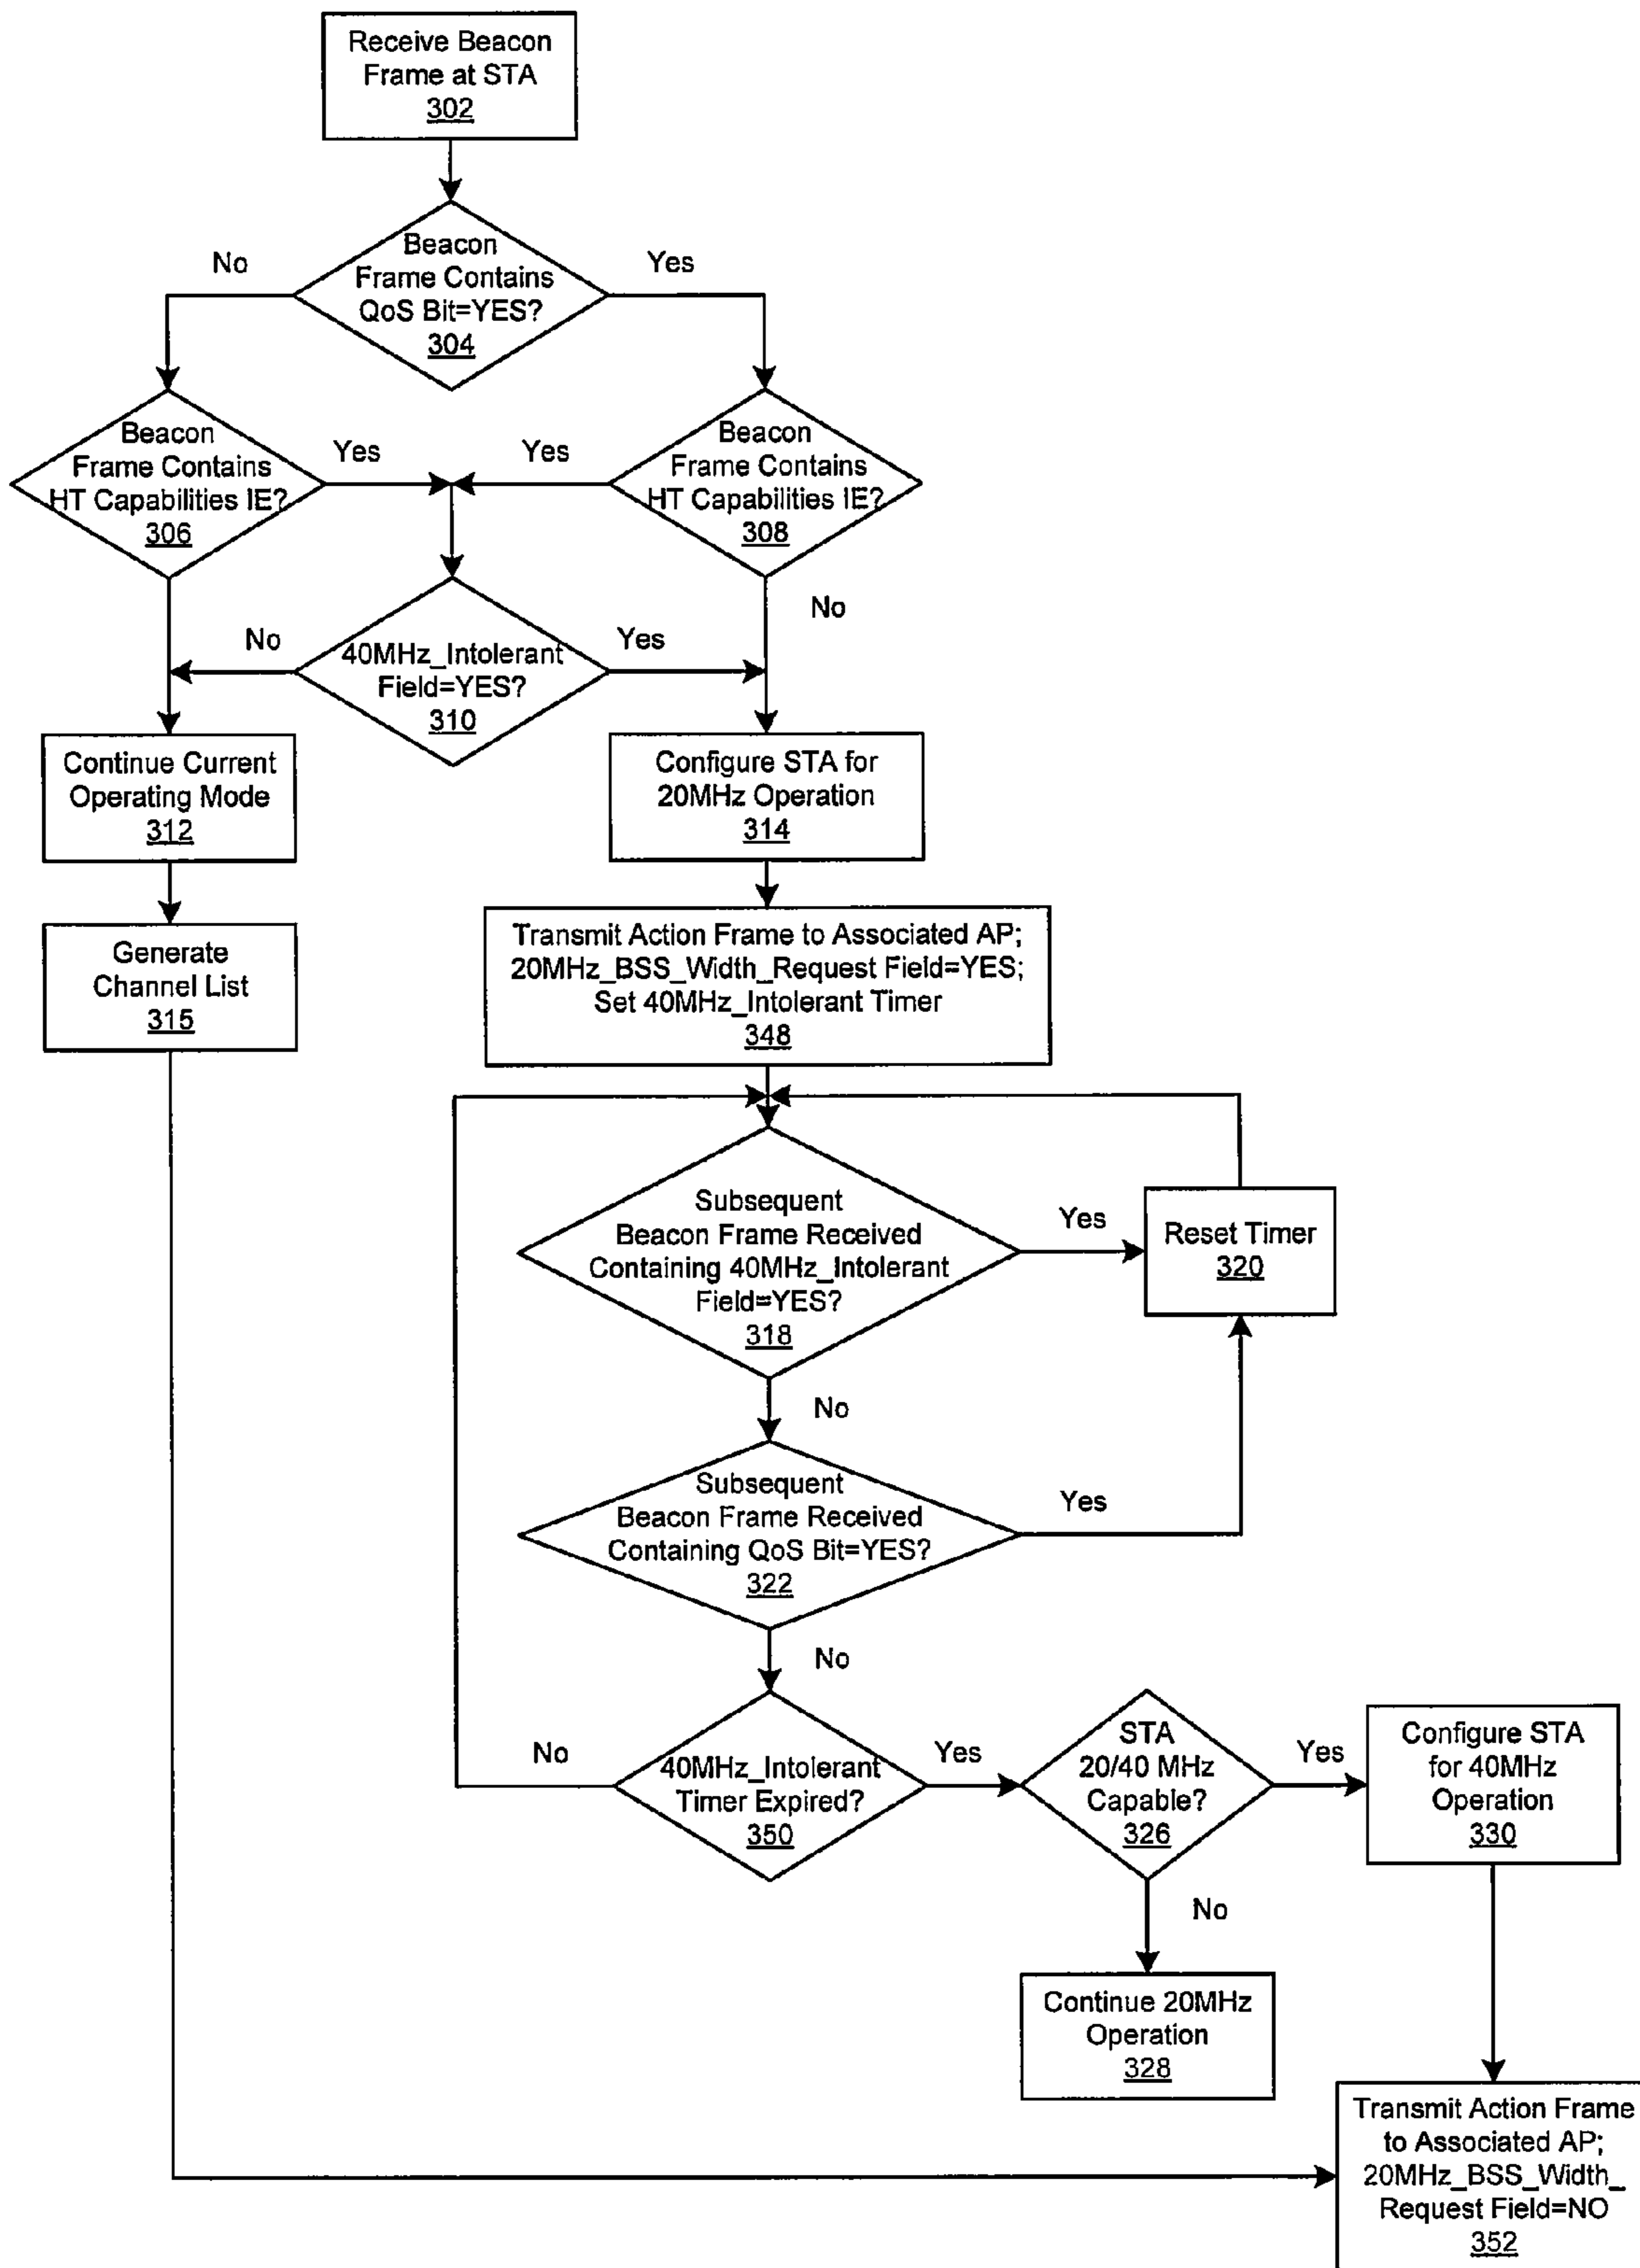 Receive Beacon
Frame at STA
302
Beacon
Frame Contains
QoS Bit=YES?
304
No
Yes
Beacon
Frame Contains
HT Capabilities IE?
306
Yes
Yes
Beacon
Frame Contains
HT Capabilities IE?
308
No
No
Yes
40MHz_Intolerant
Field=YES?
310
Continue Current
Operating Mode
312
Configure STA for
20MHz Operation
314
Generate
Channel List
315
Transmit Action Frame to Associated AP;
20MHz_BSS_Width_Request Field=YES;
Set 40MHz_Intolerant Timer
348
Subsequent
Beacon Frame Received
Containing 40MHz_Intolerant
Field=YES?
318
Yes
Reset Timer
320
No
Subsequent
Beacon Frame Received
Containing QoS Bit=YES?
322
Yes
No
No
40MHz_Intolerant
Timer Expired?
350
Yes
STA
20/40 MHz
Capable?
326
Yes
Configure STA
for 40MHz
Operation
330
No
Continue 20MHz
Operation
328
Transmit Action Frame
to Associated AP;
20MHz_BSS_Width_
Request Field=NO
352